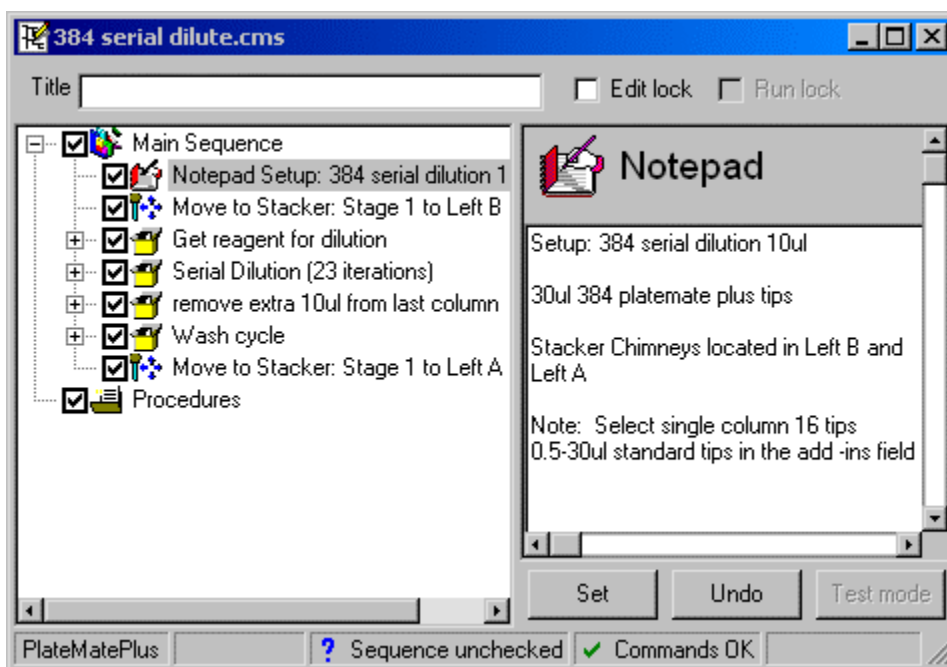 384 serial dilute.cms
Title
Edit lock
Run lock
Main Sequence
Notepad Setup: 384 serial dilution 1
Move to Stacker: Stage 1 to Left B
Get reagent for dilution
Serial Dilution (23 iterations)
remove extra 10ul from last column
Wash cycle
Move to Stacker: Stage 1 to Left A
Procedures
Notepad
Setup: 384 serial dilution 10ul
30ul 384 platemate plus tips
Stacker Chimneys located in Left B and
Left A
Note:  Select single column 16 tips
0.5-30ul standard tips in the add -ins field
Set
Undo
Test mode
PlateMatePlus
? Sequence unchecked
Commands OK